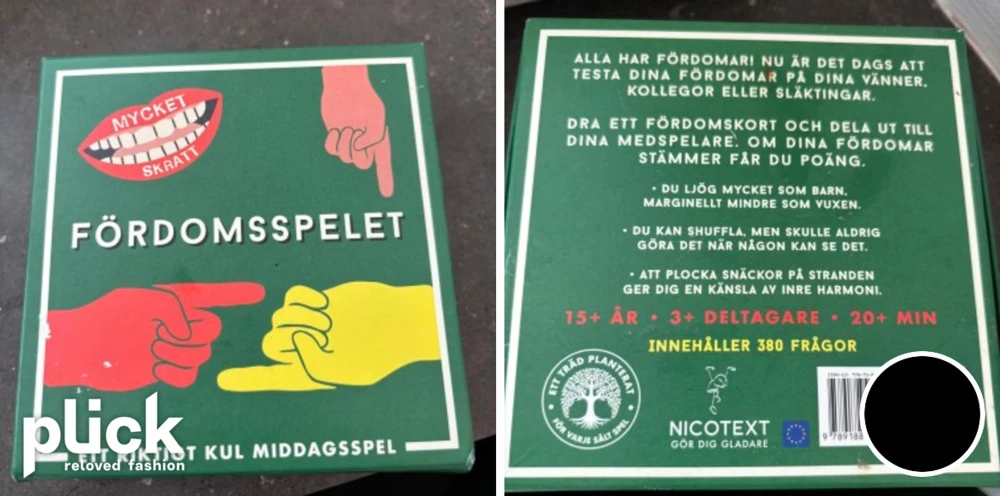 MYCKET
SKRATT
FÖRDOMSSPELET
KUL MIDDAGSSPEL
plick
reloved fashion
ALLA HAR FÖRDOMAR! NU ÄR DET DAGS ATT
TESTA DINA FÖRDOMAR PÅ DINA VÄNNER,
KOLLEGOR ELLER SLÄKTINGAR.
DRA ETT FÖRDOMSKORT OCH DELA UT TILL
DINA MEDSPELARE. OM DINA FÖRDOMAR
STÄMMER FÅR DU POÄNG.
• DU LJÖG MYCKET SOM BARN,
MARGINELLT MINDRE SOM VUXEN.
• DU KAN SHUFFLA, MEN SKULLE ALDRIG
GÖRA DET NÄR NÅGON KAN SE DET.
• ATT PLOCKA SNÄCKOR PÅ STRANDEN
GER DIG EN KÄNSLA AV INRE HARMONI.
15+ ÅR • 3+ DELTAGARE • 20+ MIN
INNEHÅLLER 380 FRÅGOR
• ETT TRÄD PLANTERAT •
FÖR VARJE SÅLT SPEL
NICOTEXT
GÖR DIG GLADARE
9 789188